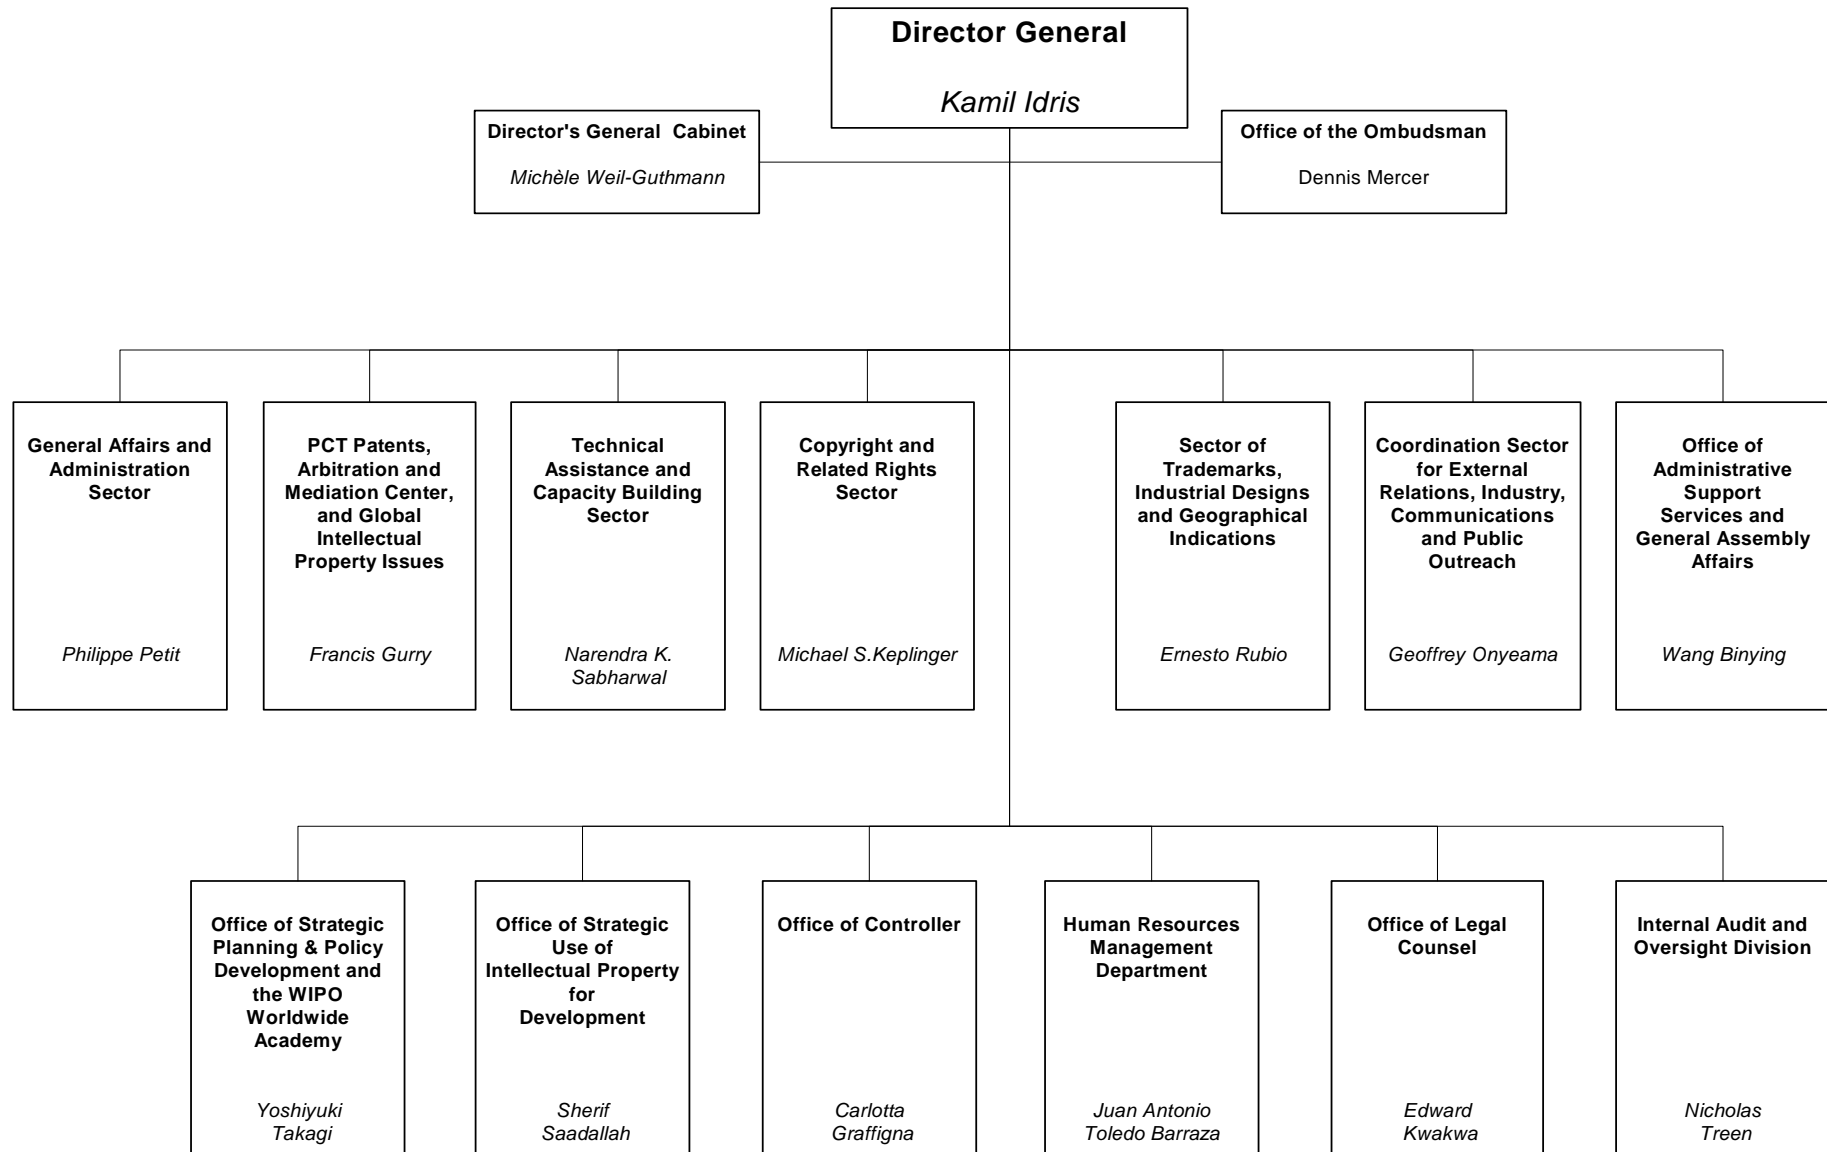 Director General
Kamil Idris
Director's General  Cabinet
Michèle Weil-Guthmann
Office of the Ombudsman
Dennis Mercer
General Affairs and
Administration
Sector
Philippe Petit
PCT Patents,
Arbitration and
Mediation Center,
and Global
Intellectual
Property Issues
Francis Gurry
Technical
Assistance and
Capacity Building
Sector
Narendra K.
Sabharwal
Copyright and
Related Rights
Sector
Michael S.Keplinger
Sector of
Trademarks,
Industrial Designs
and Geographical
Indications
Ernesto Rubio
Coordination Sector
for External
Relations, Industry,
Communications
and Public
Outreach
Geoffrey Onyeama
Office of
Administrative
Support
Services and
General Assembly
Affairs
Wang Binying
Office of Strategic
Planning & Policy
Development and
the WIPO
Worldwide
Academy
Yoshiyuki
Takagi
Office of Strategic
Use of
Intellectual Property
for
Development
Sherif
Saadallah
Office of Controller
Carlotta
Graffigna
Human Resources
Management
Department
Juan Antonio
Toledo Barraza
Office of Legal
Counsel
Edward
Kwakwa
Internal Audit and
Oversight Division
Nicholas
Treen